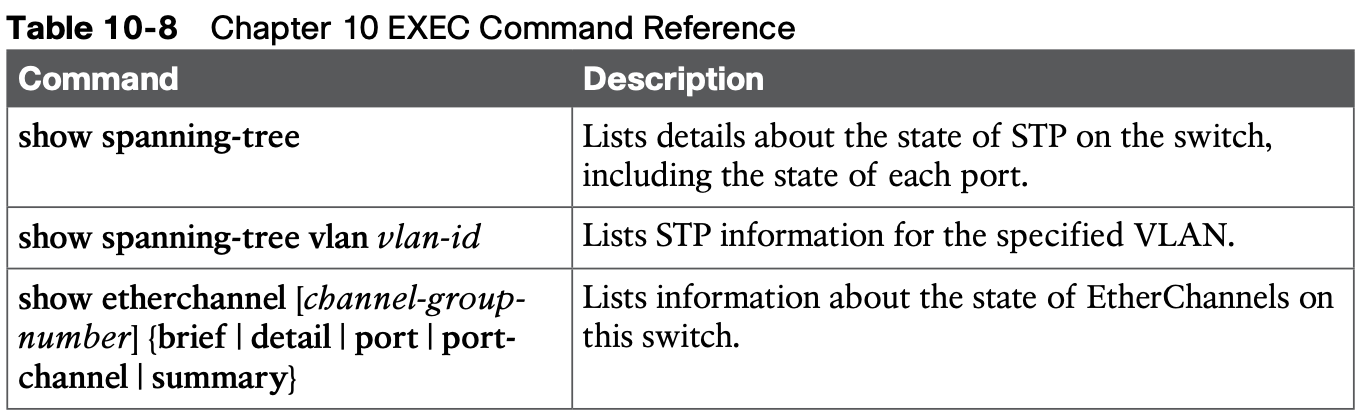 Table 10-8 Chapter 10 EXEC Command Reference
Command Description
show spanning-tree
Lists details about the state of STP on the switch,
including the state of each port.
show spanning-tree vlan vlan-id
Lists STP information for the specified VLAN.
show etherchannel [channel-group-
number] {brief | detail | port | port-
channel | summary}
Lists information about the state of EtherChannels on
this switch.